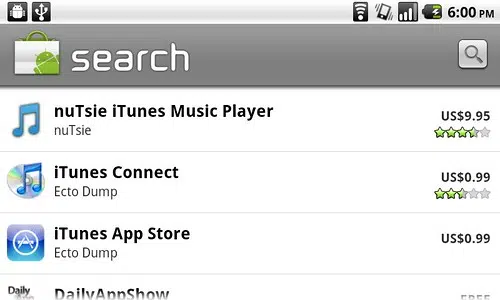 6:00 PM
search
nuTsie iTunes Music Player
nuTsie
US$9.95
iTunes Connect
Ecto Dump
US$0.99
iTunes App Store
Ecto Dump
US$0.99
Daily
App
DailyAppShow
FREE